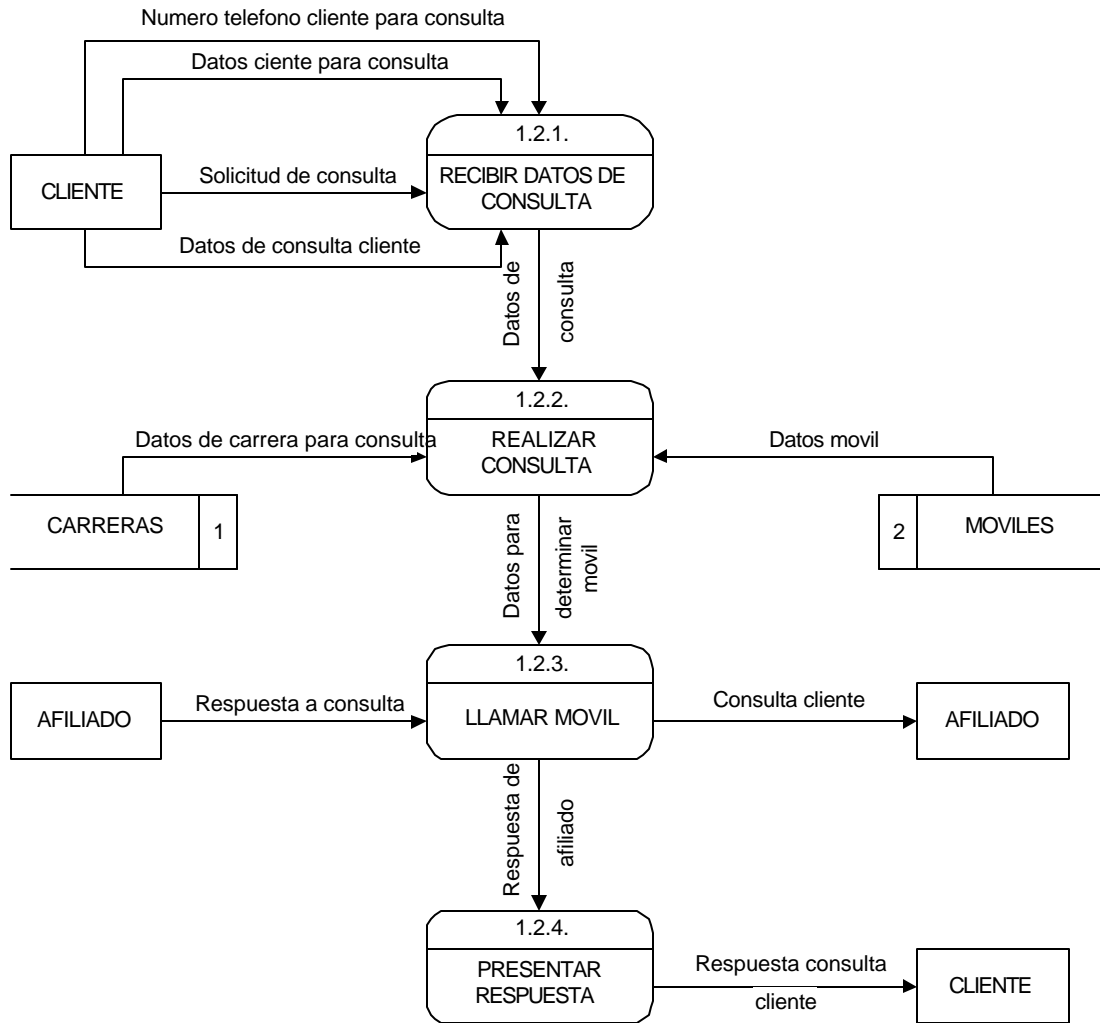 Numero telefono cliente para consulta
Datos ciente para consulta
1.2.1.
CLIENTE
Solicitud de consulta
RECIBIR DATOS DE
CONSULTA
Datos de consulta cliente
Datos de
consulta
1.2.2.
Datos de carrera para consulta
REALIZAR
CONSULTA
Datos movil
CARRERAS
1
2
MOVILES
Datos para
determinar
movil
1.2.3.
AFILIADO
Respuesta a consulta
LLAMAR MOVIL
Consulta cliente
AFILIADO
Respuesta de
afiliado
1.2.4.
PRESENTAR
RESPUESTA
Respuesta consulta
cliente
CLIENTE